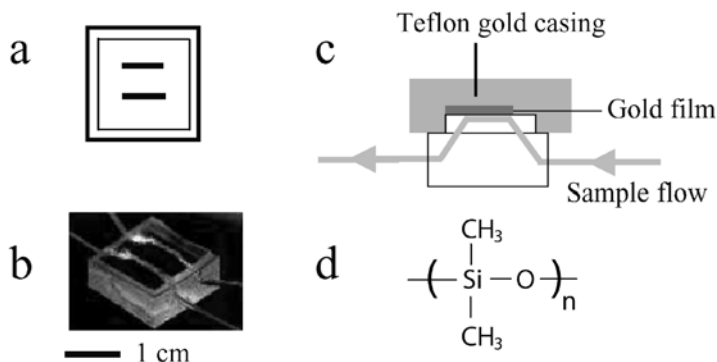 a
Teflon gold casing
c
Gold film
Sample flow
b
1 cm
d
CH3
Si
O
n
CH3